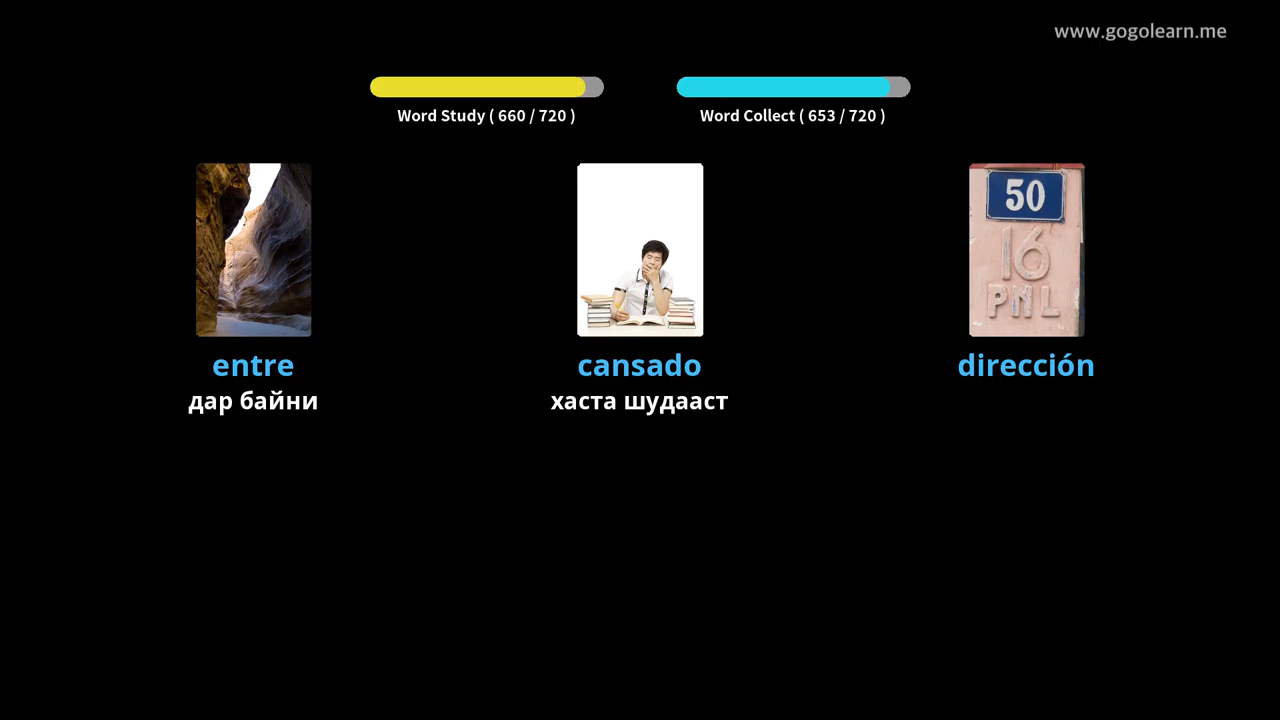 www.gogolearn.me
Word Study ( 660 / 720 )
Word Collect ( 653 / 720 )
50
16
PNL
entre
cansado
dirección
дар байни
хаста шудааст